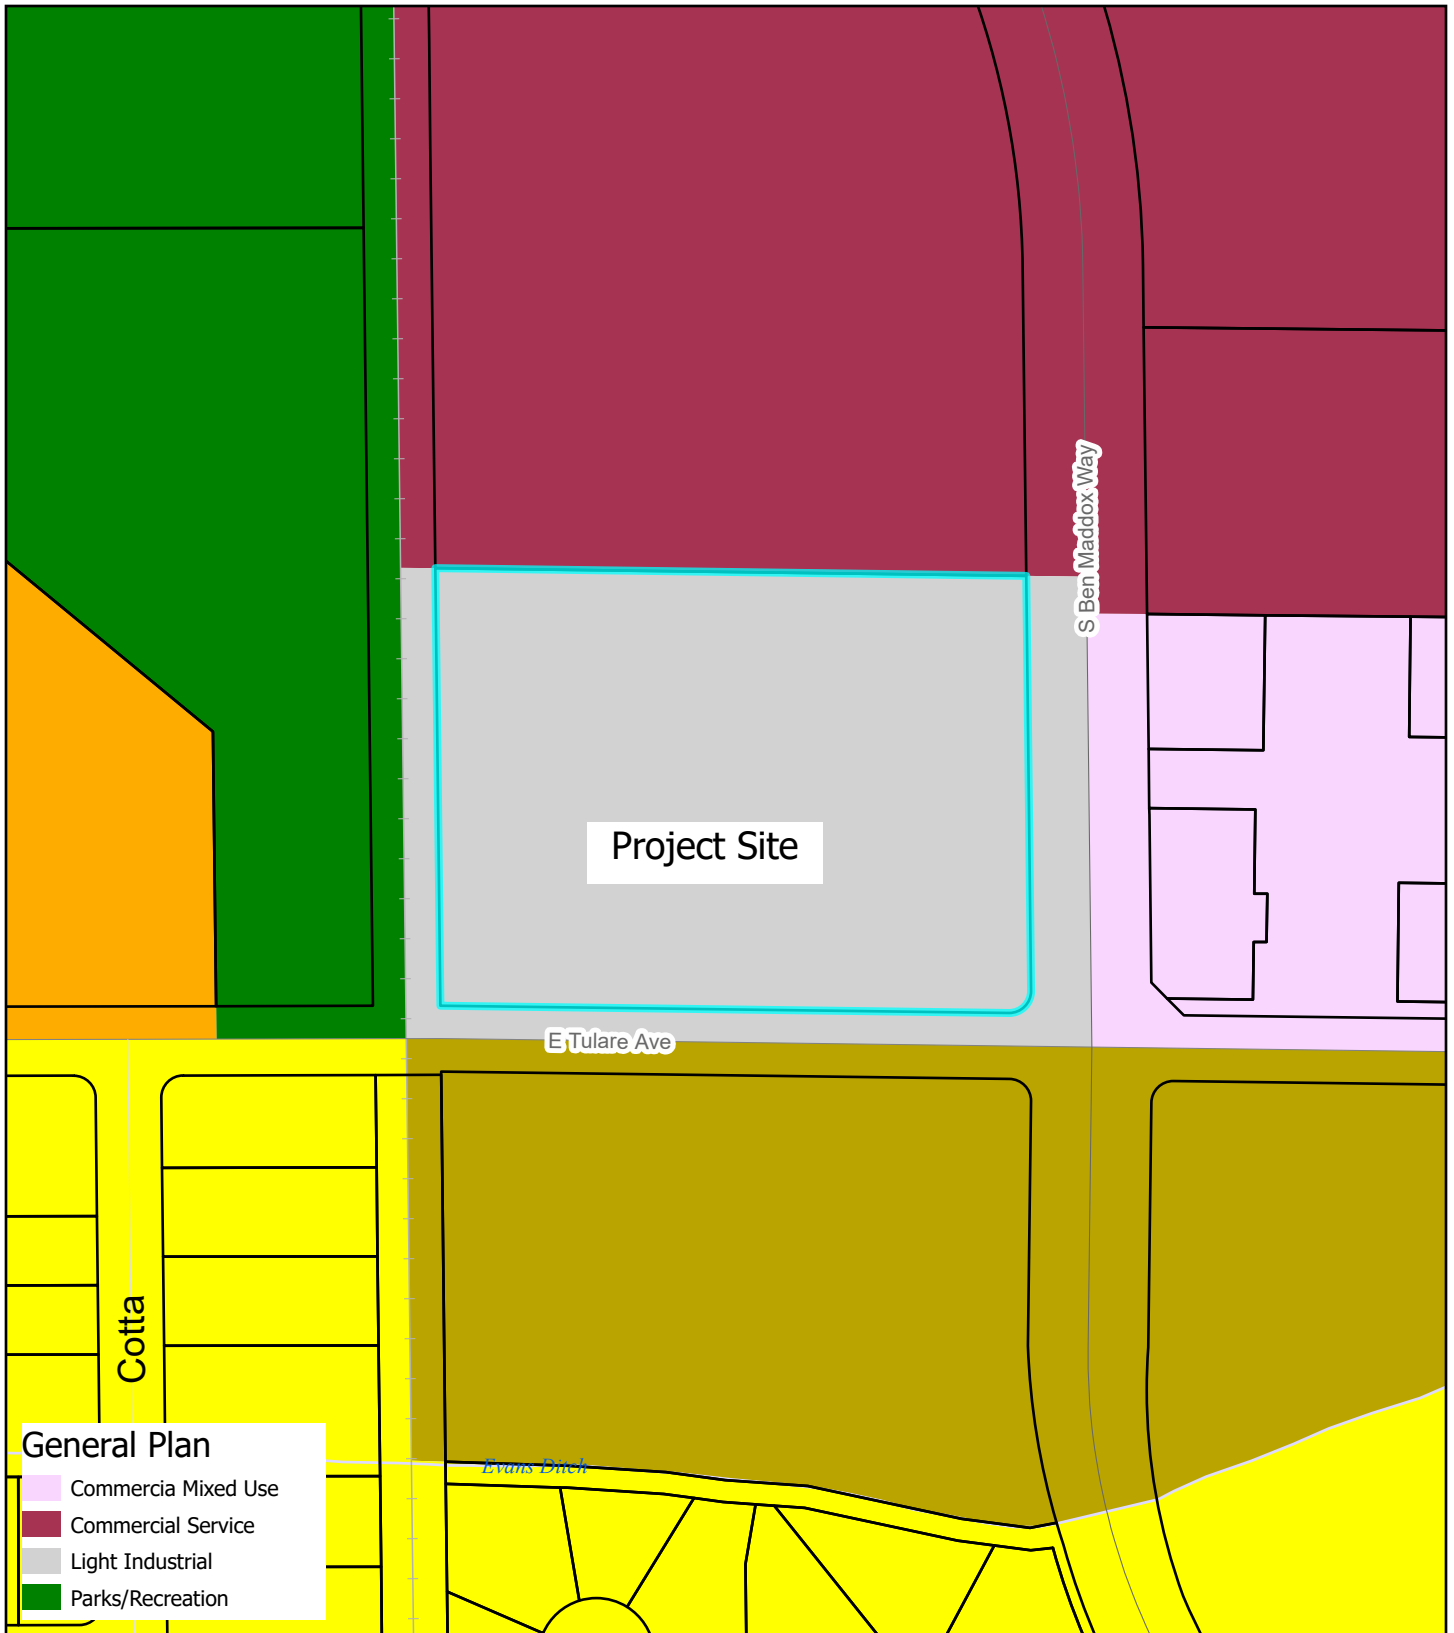 S Ben Maddox Way
Project Site
E Tulare Ave
Cotta
Evans Ditch
General Plan
Commercia Mixed Use
Commercial Service
Light Industrial
Parks/Recreation